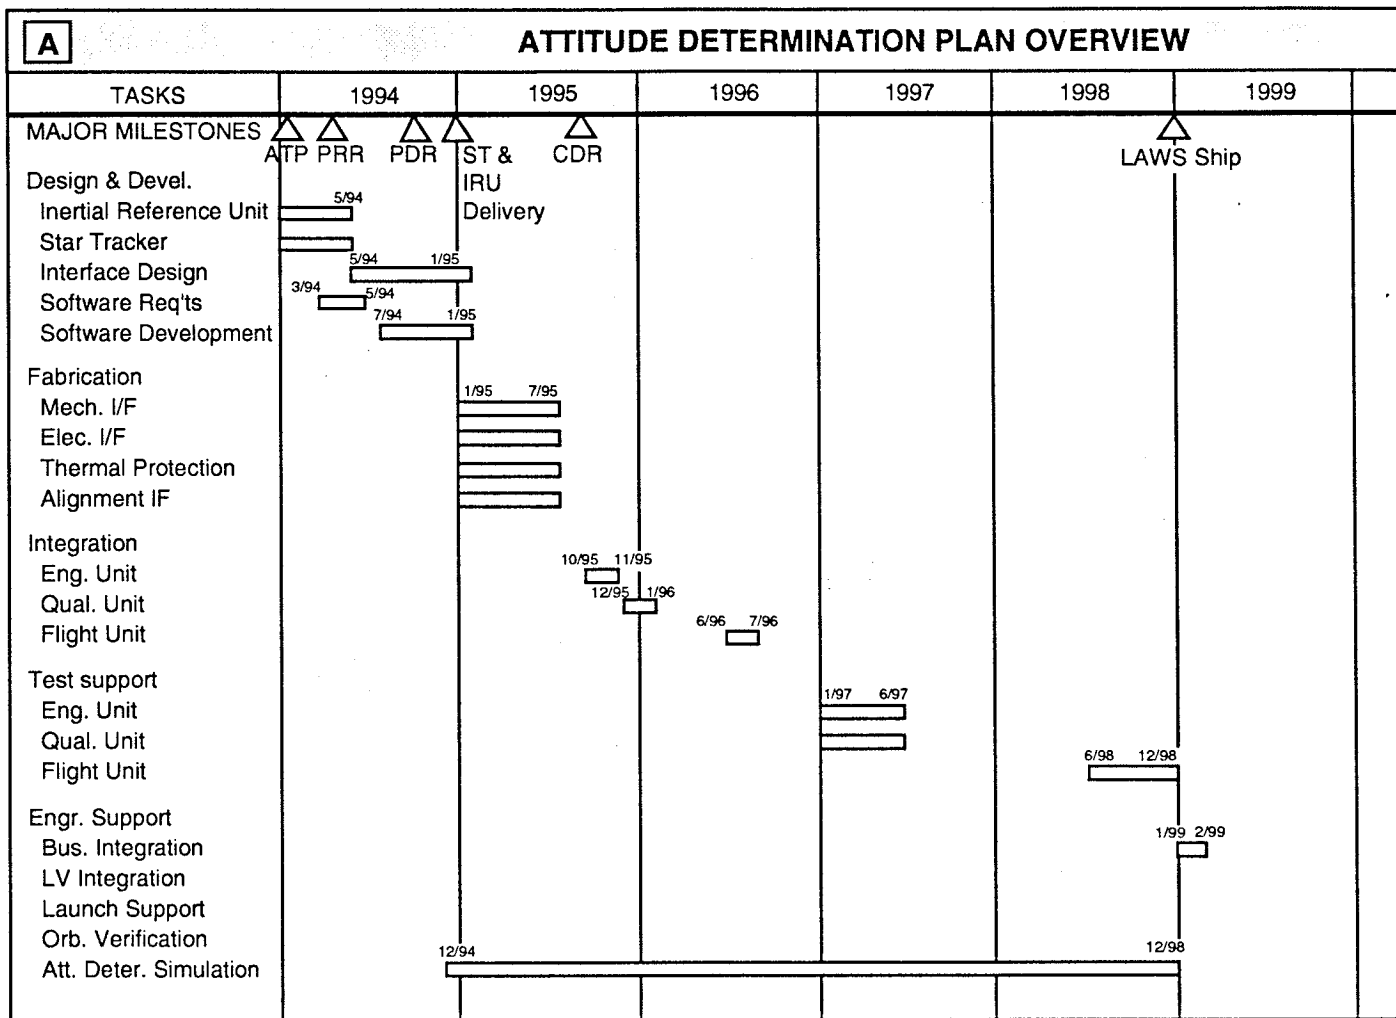 A
ATTITUDE DETERMINATION PLAN OVERVIEW
TASKS 1994 1995 1996 1997 1998 1999
MAJOR MILESTONES
ATP PRR PDR ST & CDR LAWS Ship
IRU
Delivery
Design & Devel.
Inertial Reference Unit 5/94
Star Tracker
Interface Design 5/94 1/95
Software Req'ts 3/94 5/94
Software Development 7/94 1/95
Fabrication
Mech. I/F 1/95 7/95
Elec. I/F
Thermal Protection
Alignment IF
Integration
Eng. Unit 10/95 11/95
Qual. Unit 12/95 1/96
Flight Unit 6/96 7/96
Test support
Eng. Unit 1/97 6/97
Qual. Unit
Flight Unit 6/98 12/98
Engr. Support
Bus. Integration 1/99 2/99
LV Integration
Launch Support
Orb. Verification
Att. Deter. Simulation 12/94 12/98